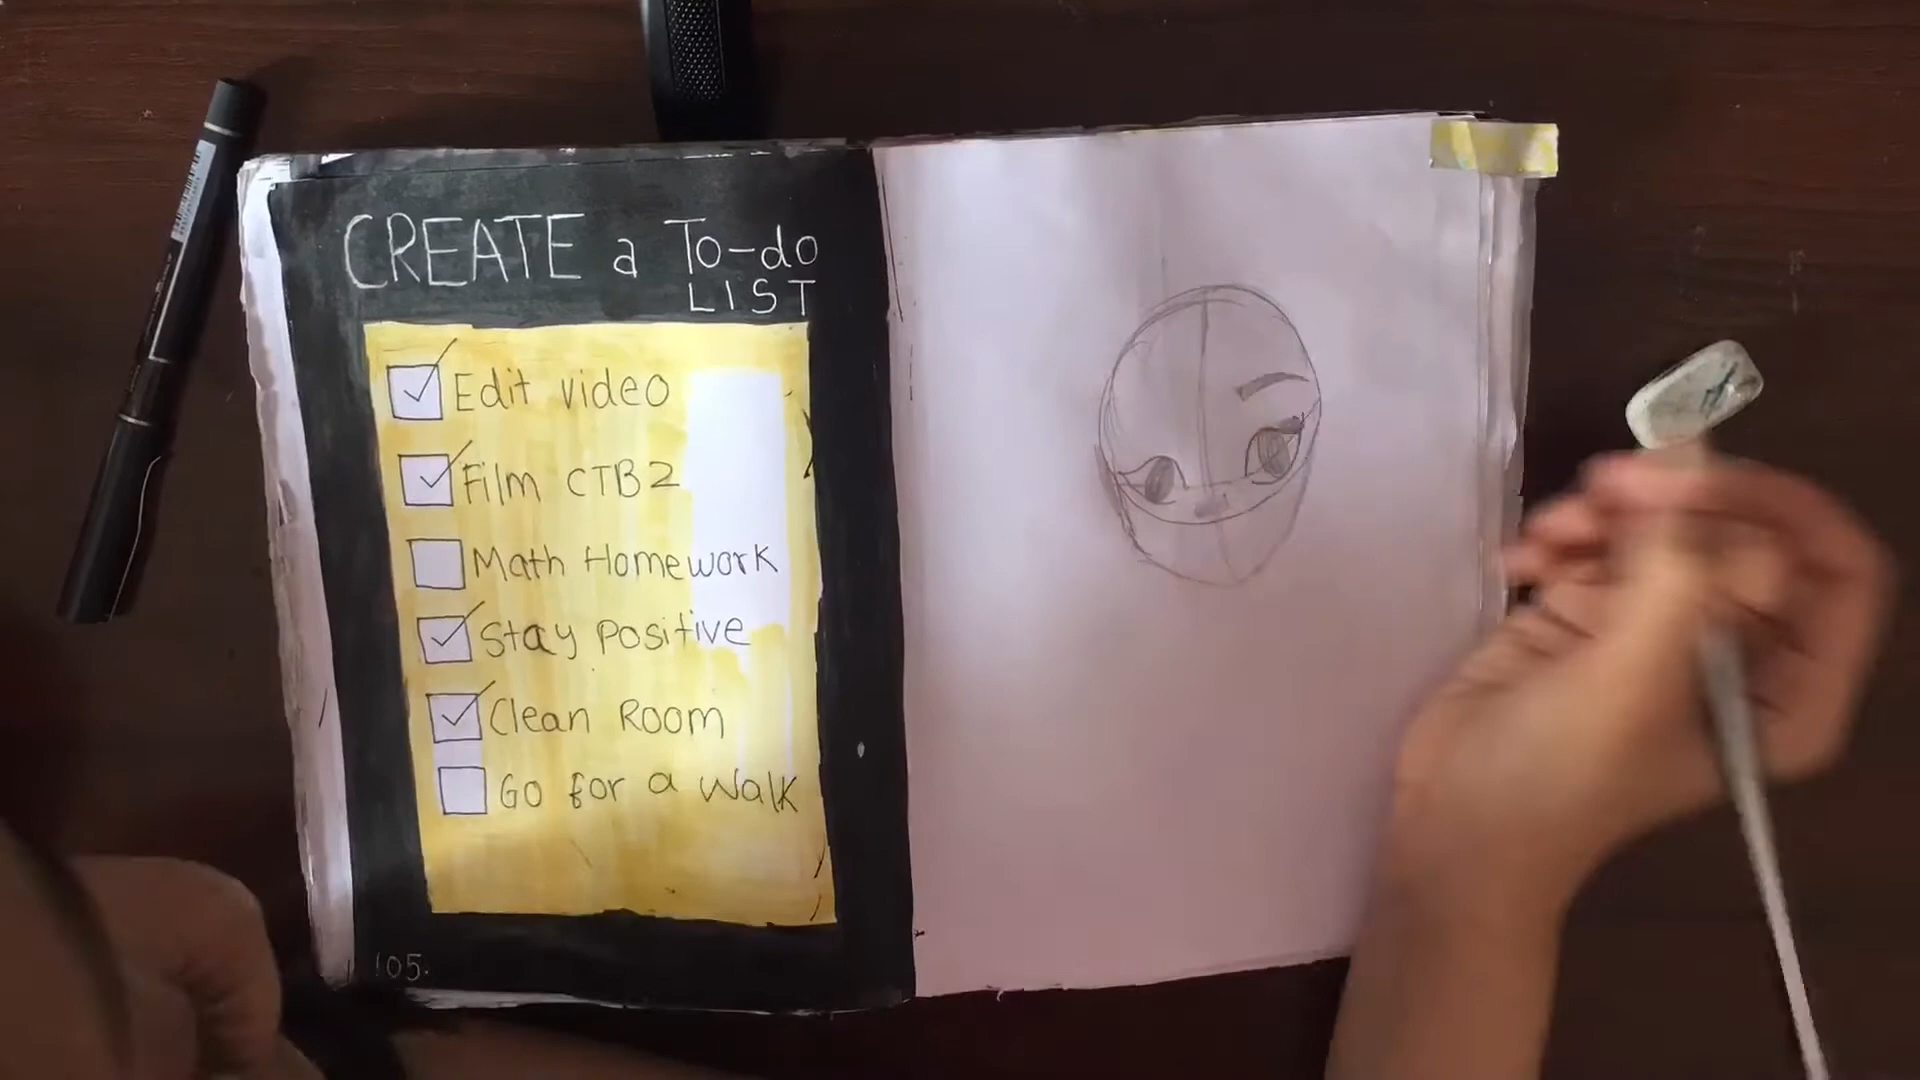 CREATE a To-do
LIST
Edit video
Film CTB2
Math Homework
Stay Positive
Clean Room
Go for a Walk
105.